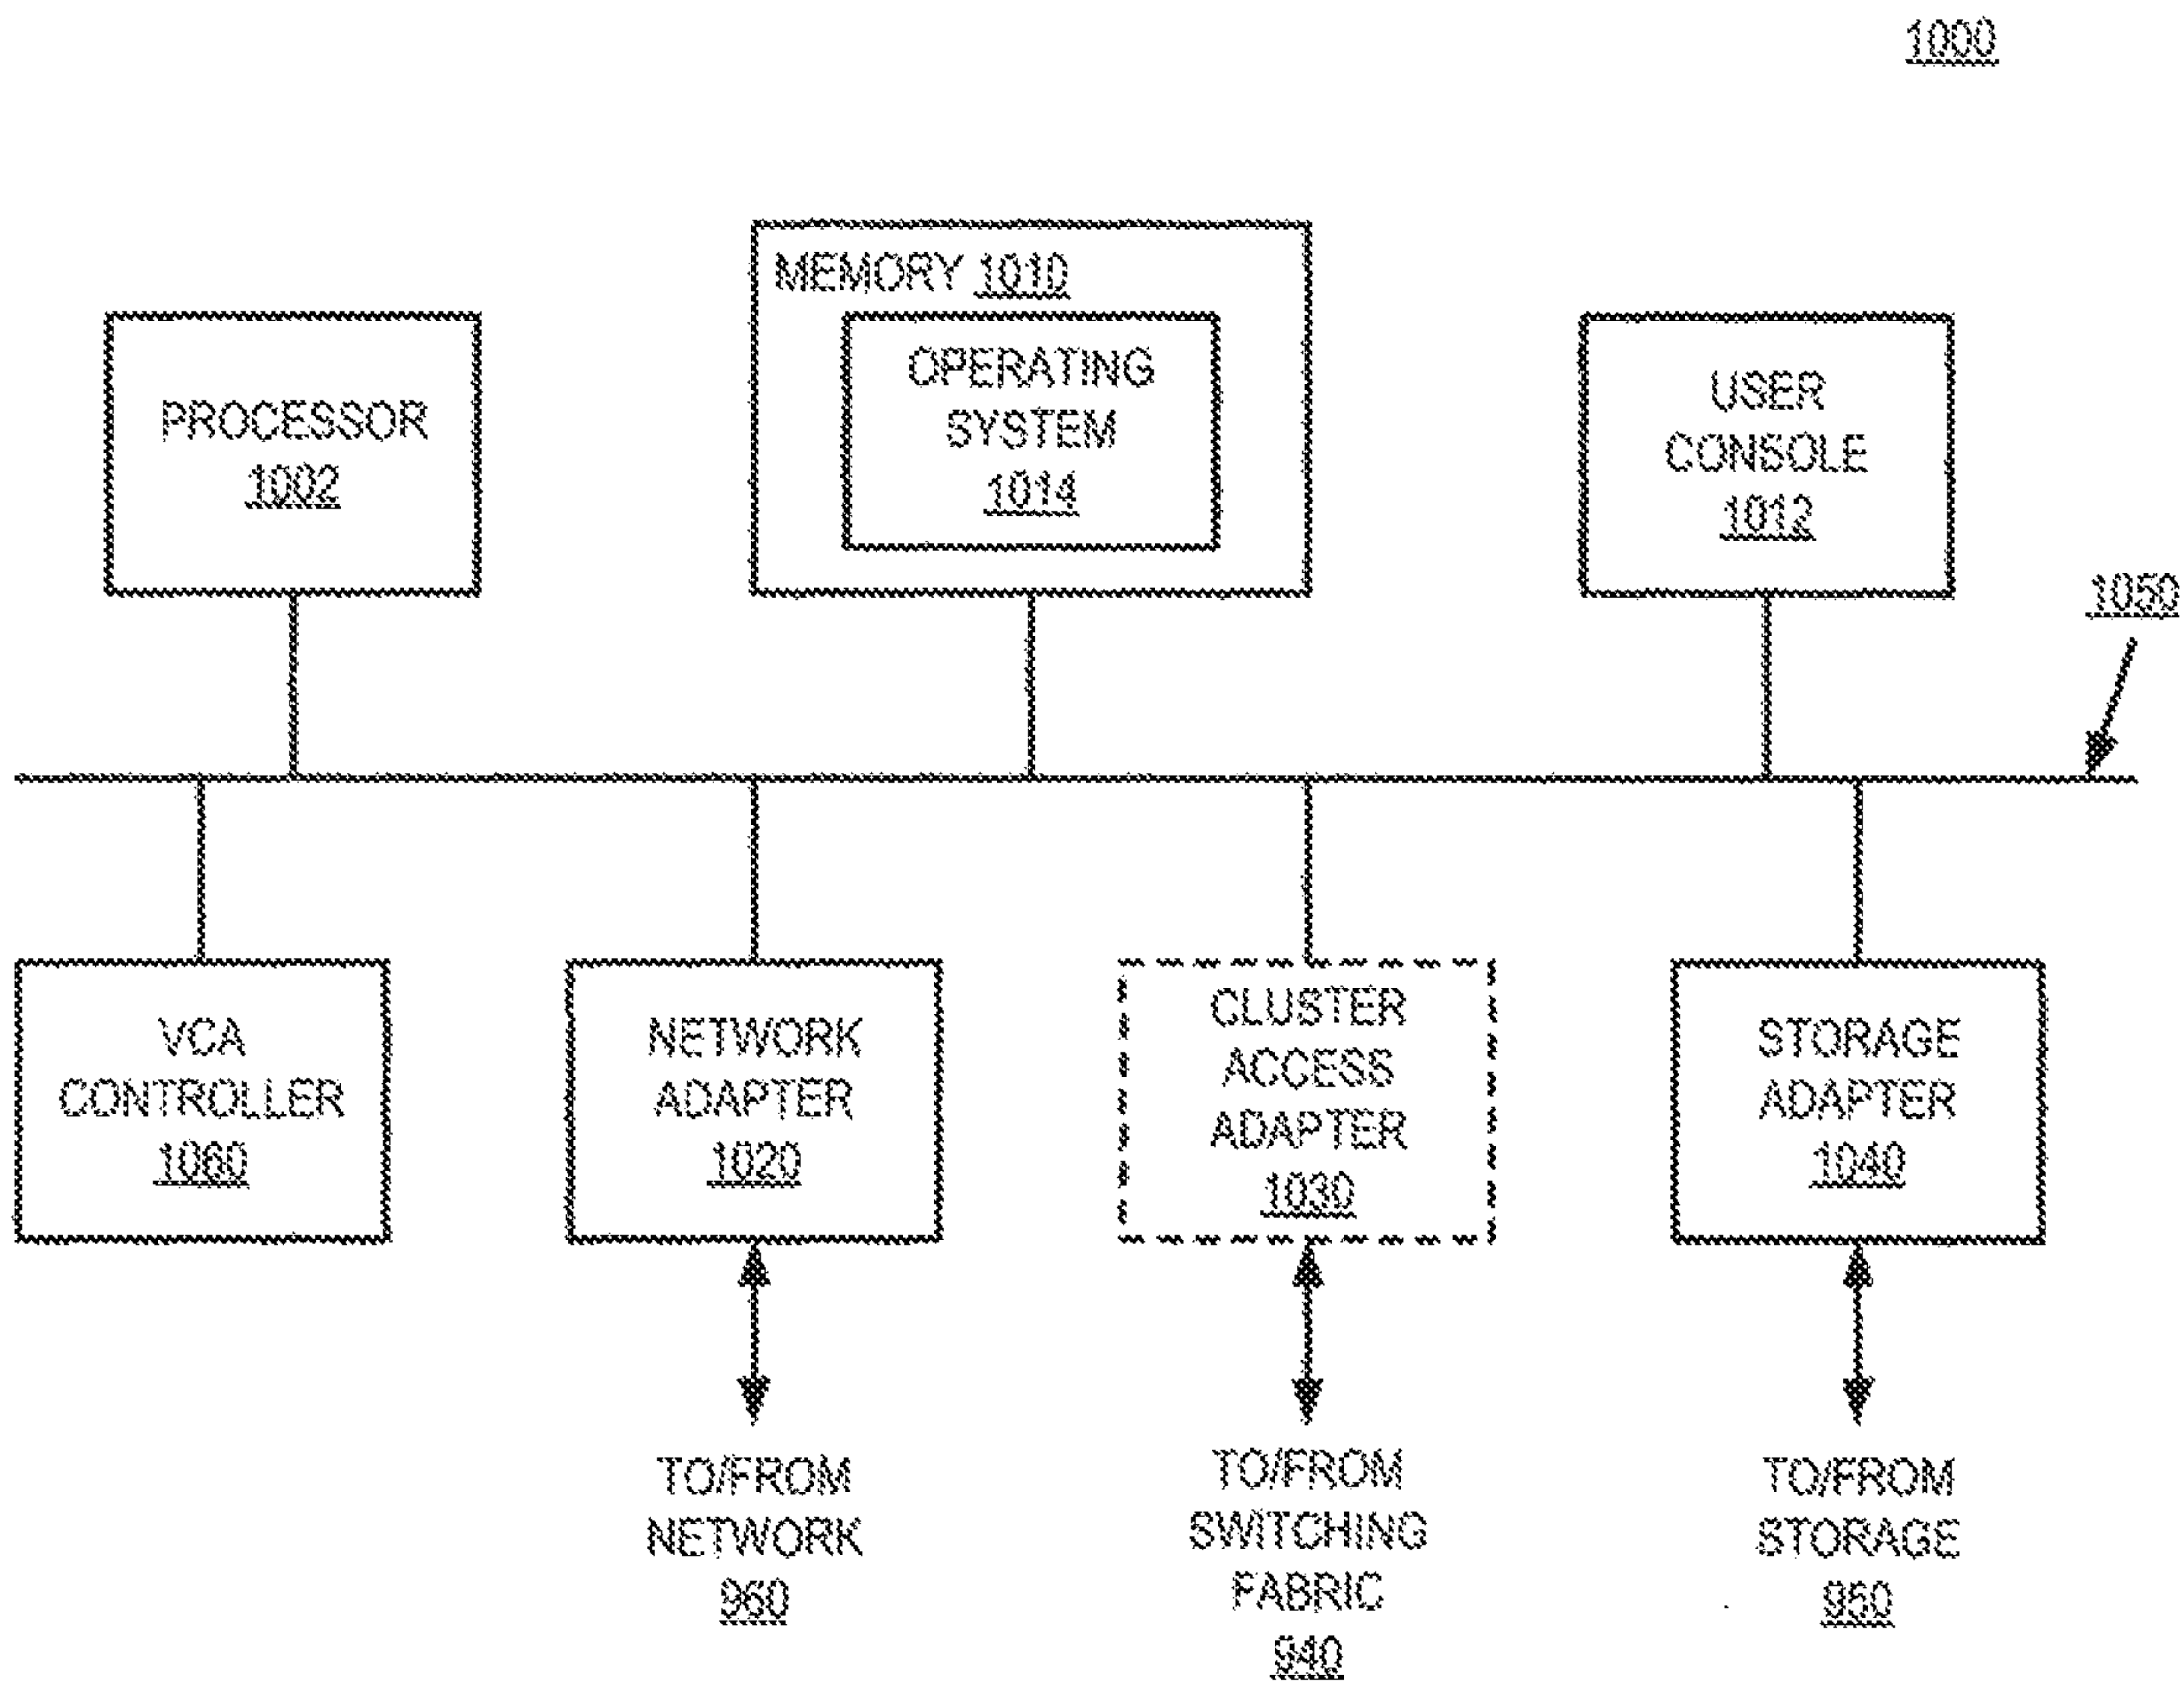 1000
MEMORY 1010
OPERATING
SYSTEM
1014
PROCESSOR
1002
USER
CONSOLE
1012
1050
VCA
CONTROLLER
1060
NETWORK
ADAPTER
1020
CLUSTER
ACCESS
ADAPTER
1030
STORAGE
ADAPTER
1040
TO/FROM
NETWORK
960
TO/FROM
SWITCHING
FABRIC
940
TO/FROM
STORAGE
950